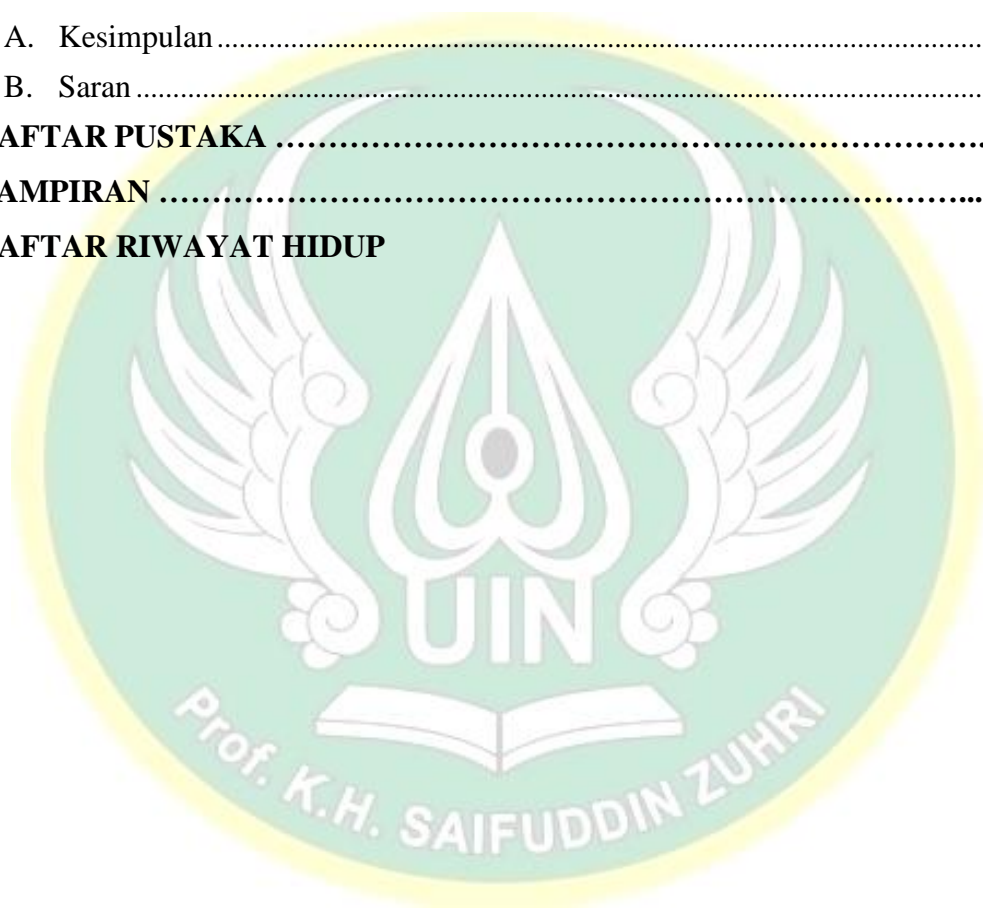 A. Kesimpulan ........................................................................................................
B. Saran ....................................................................................................................
AFTAR PUSTAKA ……………………………………………………………….
AMPIRAN …………………………………………………………………...
AFTAR RIWAYAT HIDUP
UIN
Prof. K.H. SAIFUDDIN ZUHRI